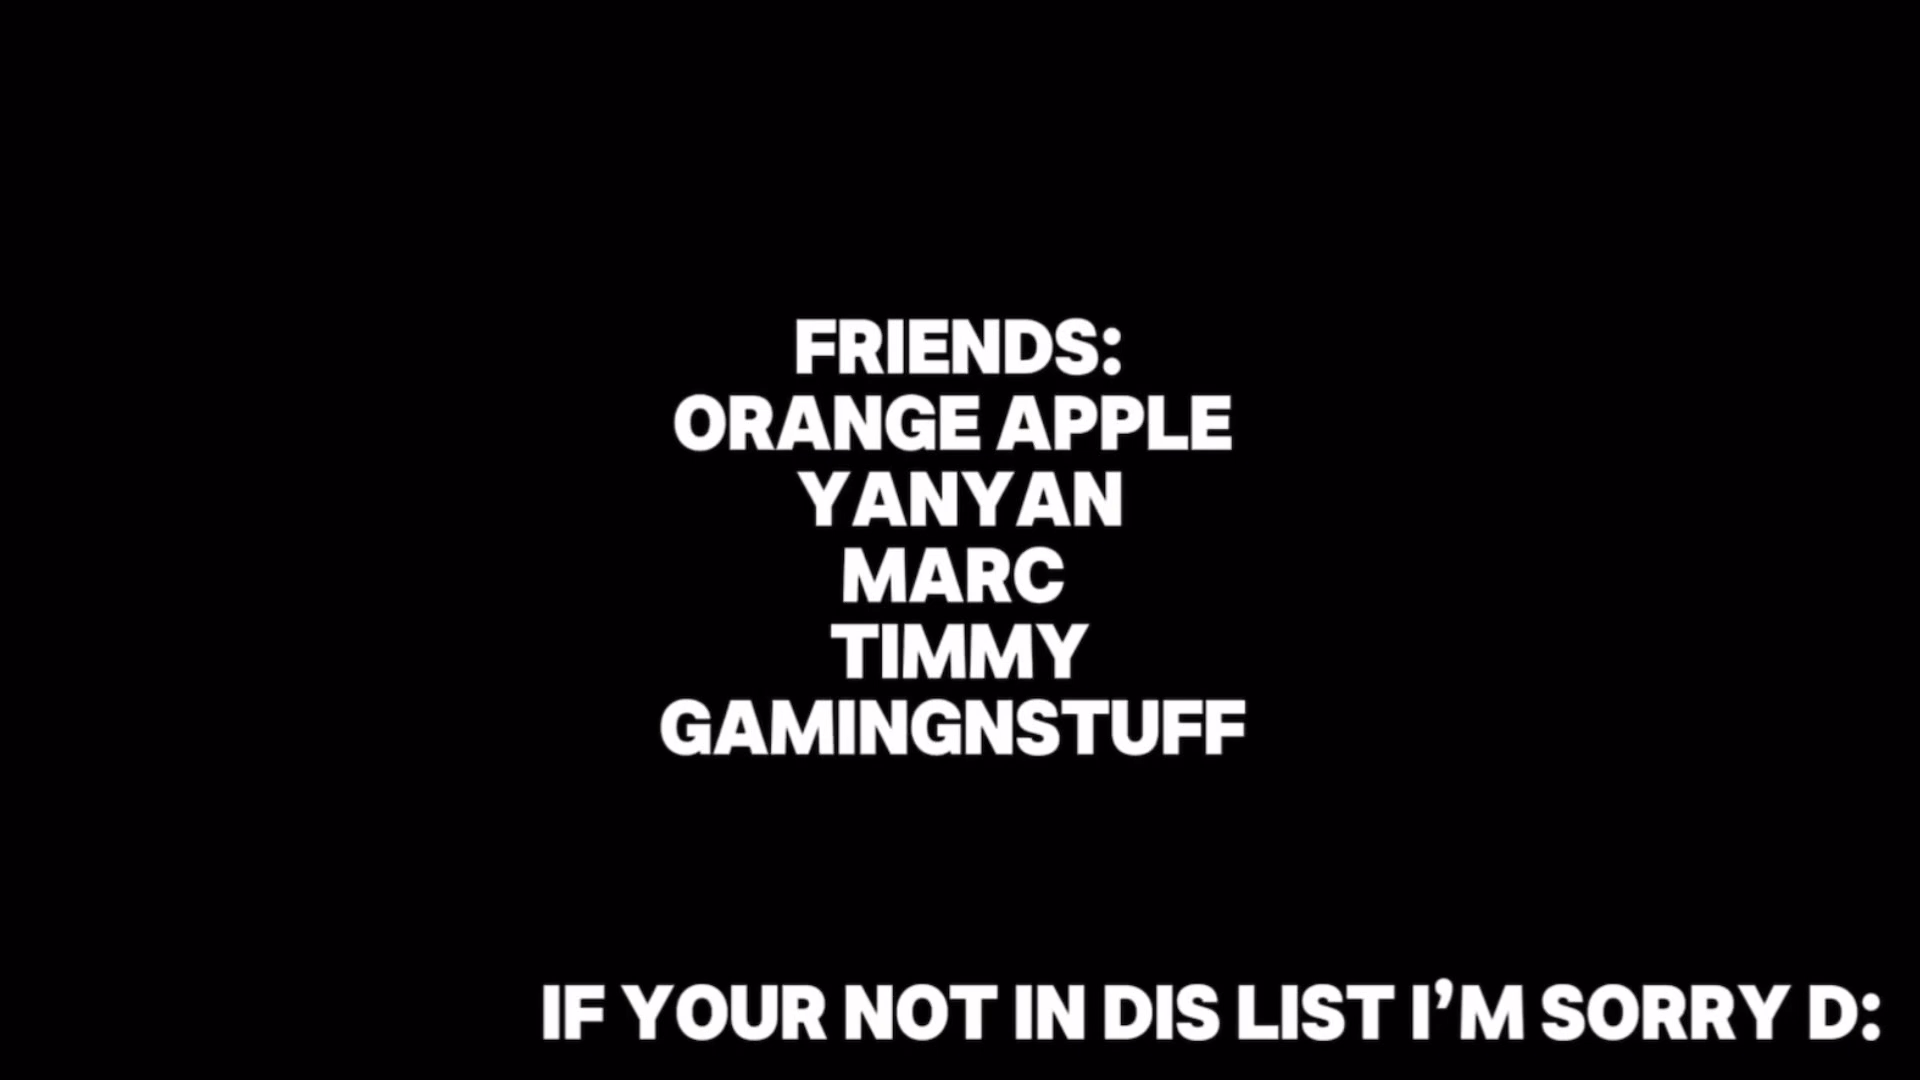 FRIENDS:
ORANGE APPLE
YANYAN
MARC
TIMMY
GAMINGNSTUFF
IF YOUR NOT IN DIS LIST I’M SORRY D: